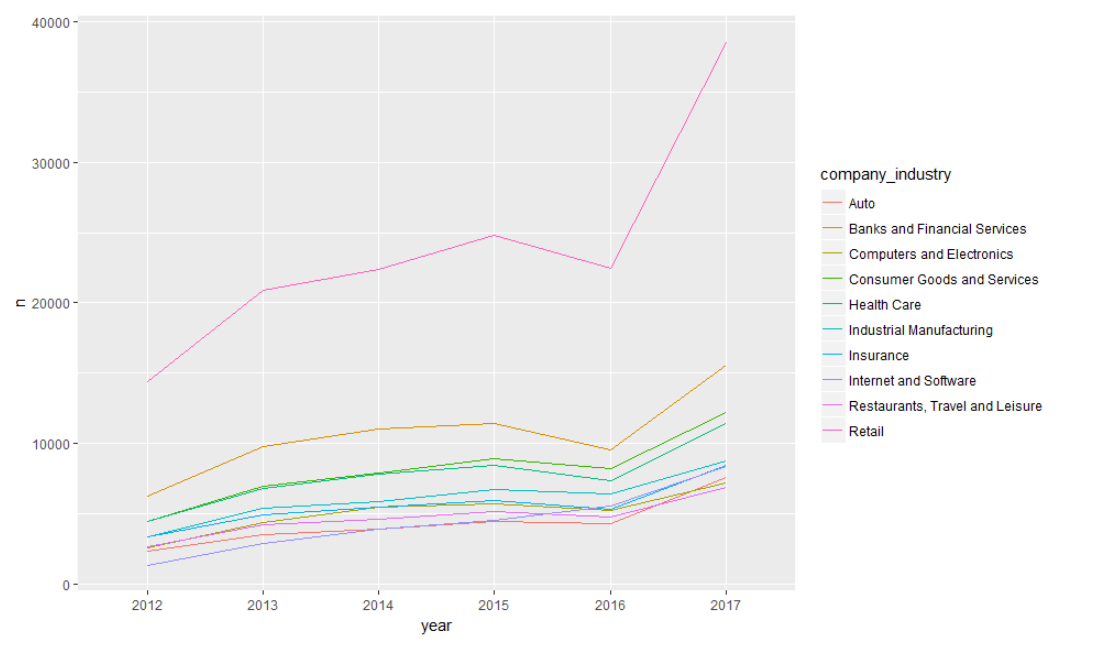 40000
30000
20000
10000
0
n
2012 2013 2014 2015 2016 2017
year
company_industry
Auto
Banks and Financial Services
Computers and Electronics
Consumer Goods and Services
Health Care
Industrial Manufacturing
Insurance
Internet and Software
Restaurants, Travel and Leisure
Retail